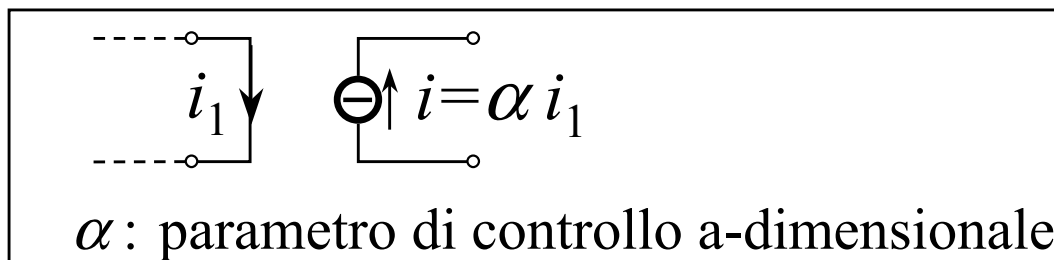 i₁ i=α i₁
α : parametro di controllo a-dimensionale